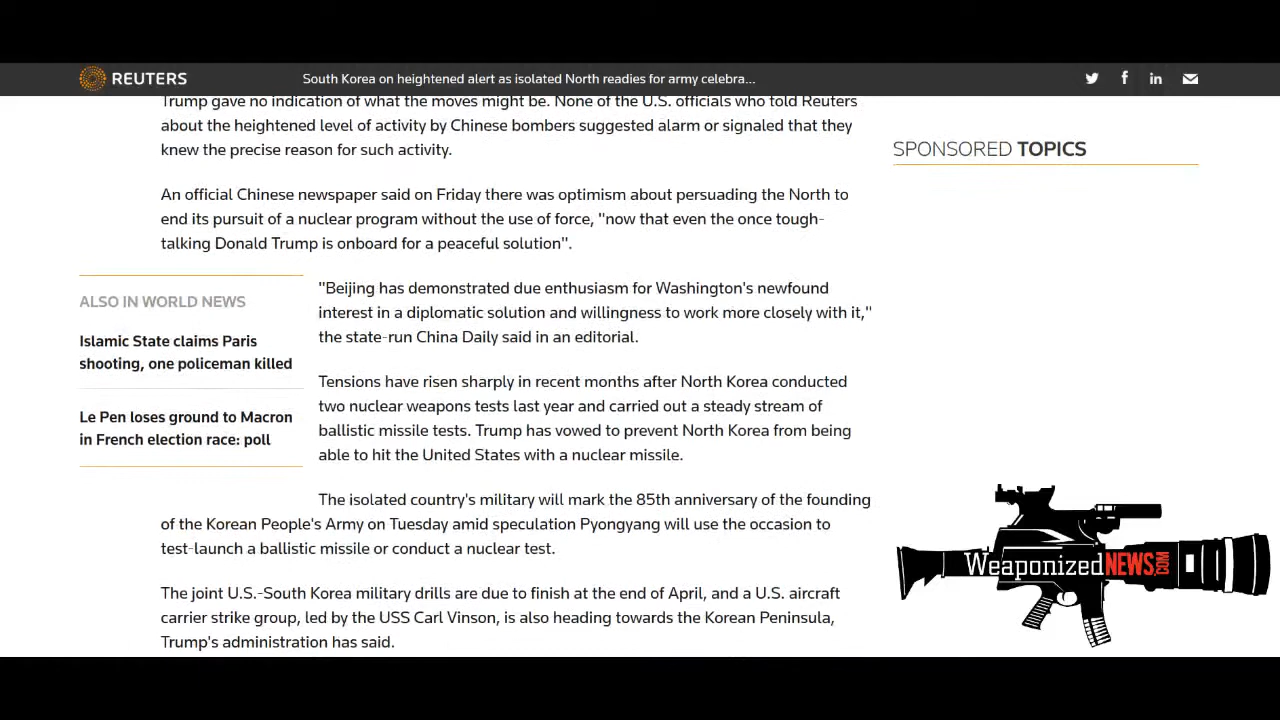 REUTERS
South Korea on heightened alert as isolated North readies for army celebra...
Trump gave no indication of what the moves might be. None of the U.S. officials who told Reuters
about the heightened level of activity by Chinese bombers suggested alarm or signaled that they
knew the precise reason for such activity.
SPONSORED TOPICS
An official Chinese newspaper said on Friday there was optimism about persuading the North to
end its pursuit of a nuclear program without the use of force, "now that even the once tough-
talking Donald Trump is onboard for a peaceful solution".
ALSO IN WORLD NEWS
Islamic State claims Paris
shooting, one policeman killed
Le Pen loses ground to Macron
in French election race: poll
"Beijing has demonstrated due enthusiasm for Washington's newfound
interest in a diplomatic solution and willingness to work more closely with it,"
the state-run China Daily said in an editorial.
Tensions have risen sharply in recent months after North Korea conducted
two nuclear weapons tests last year and carried out a steady stream of
ballistic missile tests. Trump has vowed to prevent North Korea from being
able to hit the United States with a nuclear missile.
The isolated country's military will mark the 85th anniversary of the founding
of the Korean People's Army on Tuesday amid speculation Pyongyang will use the occasion to
test-launch a ballistic missile or conduct a nuclear test.
The joint U.S.-South Korea military drills are due to finish at the end of April, and a U.S. aircraft
carrier strike group, led by the USS Carl Vinson, is also heading towards the Korean Peninsula,
Trump's administration has said.
WeaponizedNEWS.COM